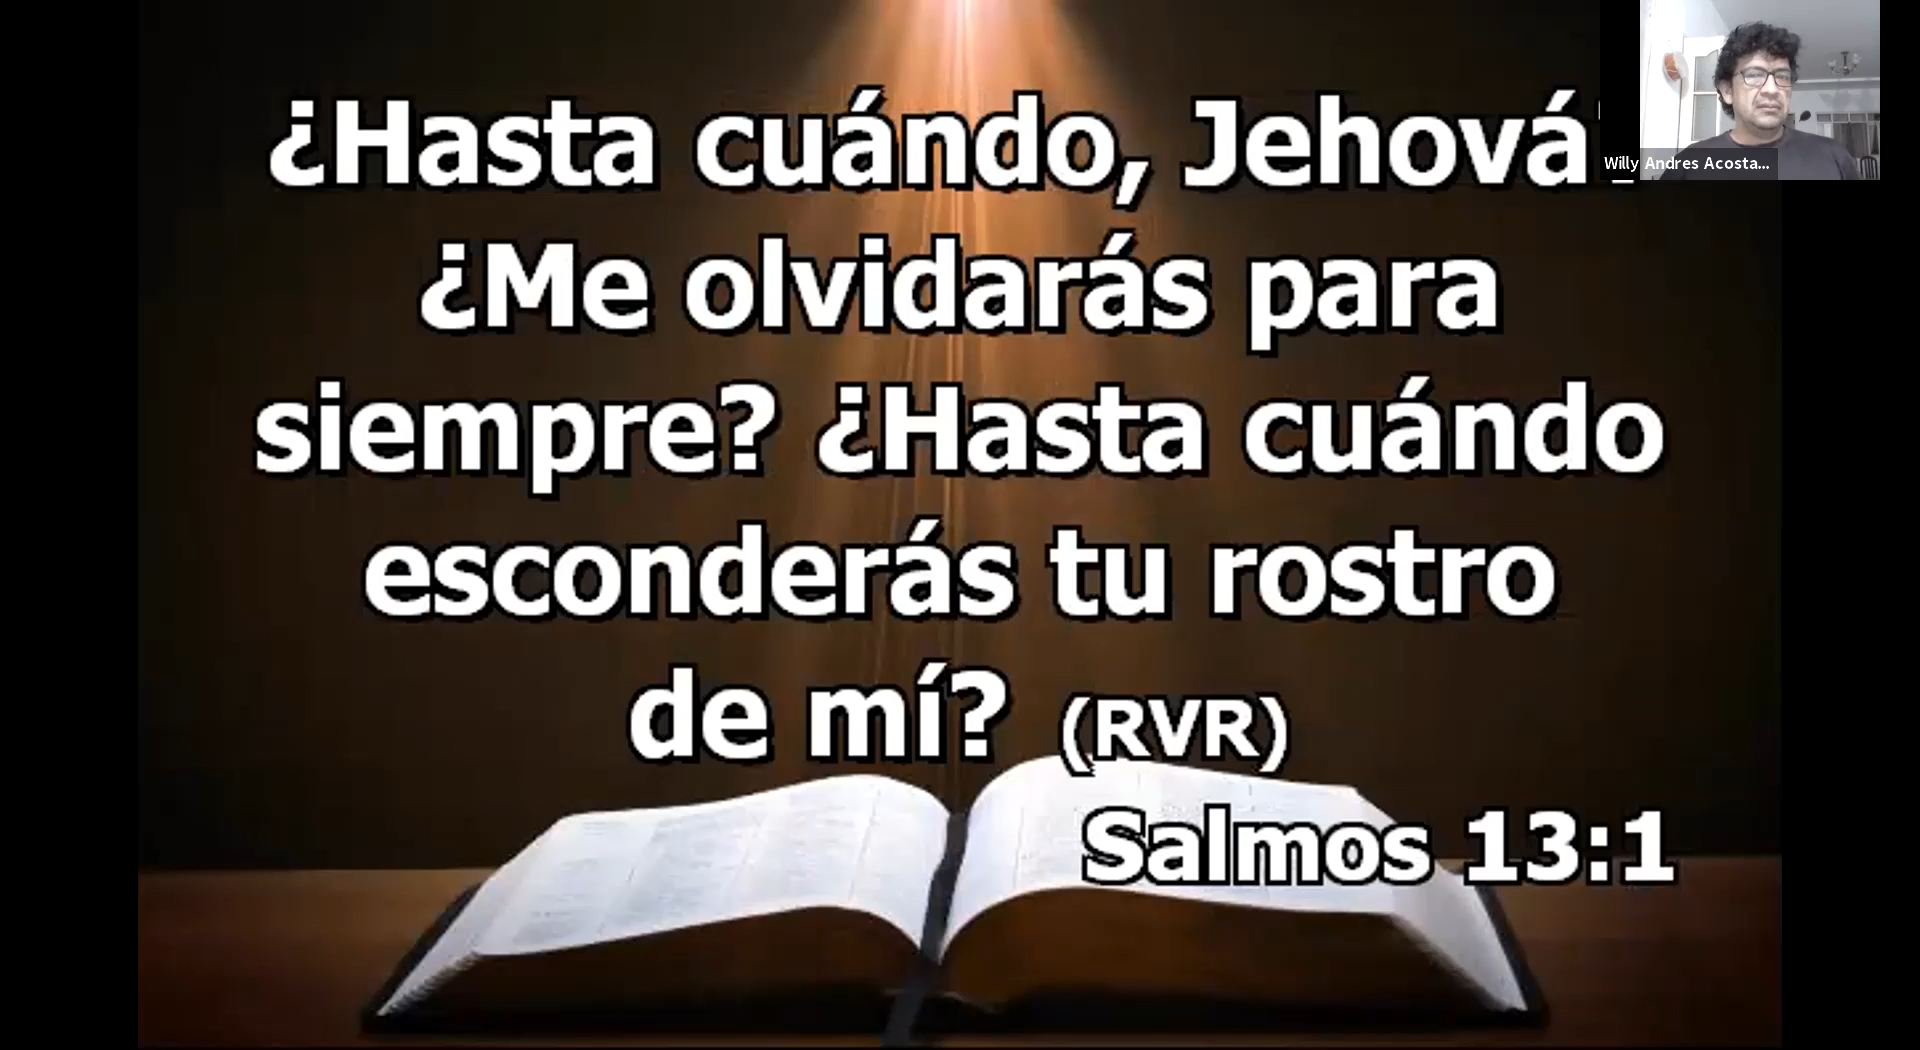 ¿Hasta cuándo, Jehová?
¿Me olvidarás para
siempre? ¿Hasta cuándo
esconderás tu rostro
de mí? (RVR)
Salmos 13:1
Willy Andres Acosta...